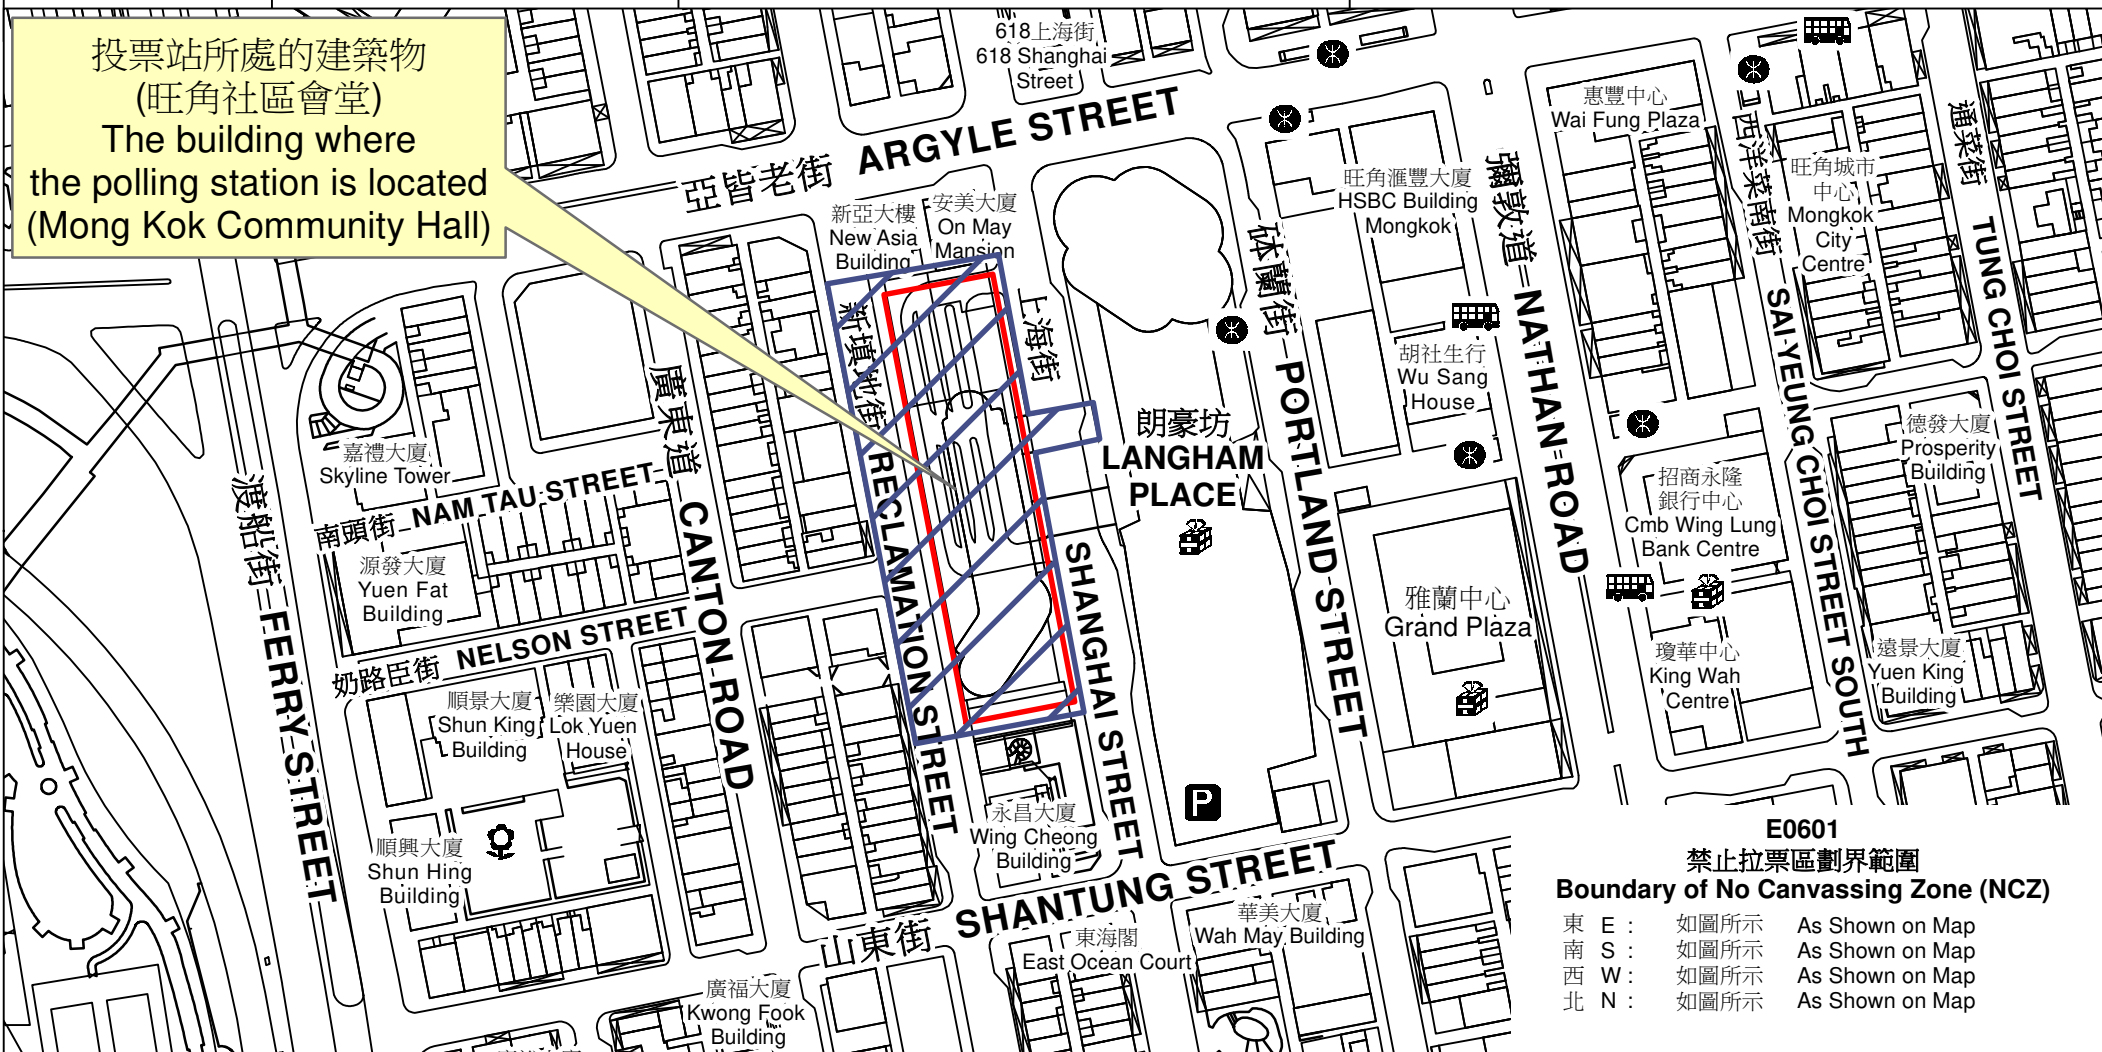 投票站所處的建築物
(旺角社區會堂)
The building where
the polling station is located
(Mong Kok Community Hall)
618上海街
618 Shanghai
Street
亞皆老街 ARGYLE STREET
惠豐中心
Wai Fung Plaza
西洋菜南街
SAI YEUNG CHOI STREET SOUTH
通菜街
TUNG CHOI STREET
旺角城市
中心
Mongkok
City
Centre
旺角滙豐大廈
HSBC Building
Mongkok
彌敦道
NATHAN ROAD
砵蘭街
PORTLAND STREET
新亞大樓
New Asia
Building
安美大廈
On May
Mansion
上海街
SHANGHAI STREET
新填地街
RECLAMATION STREET
廣東道
CANTON ROAD
胡社生行
Wu Sang
House
朗豪坊
LANGHAM
PLACE
德發大廈
Prosperity
Building
招商永隆
銀行中心
Cmb Wing Lung
Bank Centre
嘉禮大廈
Skyline Tower
南頭街 NAM TAU STREET
渡船街
FERRY STREET
源發大廈
Yuen Fat
Building
奶路臣街 NELSON STREET
雅蘭中心
Grand Plaza
瓊華中心
King Wah
Centre
遠景大廈
Yuen King
Building
順景大廈
Shun King
Building
樂園大廈
Lok Yuen
House
順興大廈
Shun Hing
Building
永昌大廈
Wing Cheong
Building
P
山東街 SHANTUNG STREET
華美大廈
Wah May Building
東海閣
East Ocean Court
廣福大廈
Kwong Fook
Building
E0601
禁止拉票區劃界範圍
Boundary of No Canvassing Zone (NCZ)
東 E : 如圖所示 As Shown on Map
南 S : 如圖所示 As Shown on Map
西 W : 如圖所示 As Shown on Map
北 N : 如圖所示 As Shown on Map